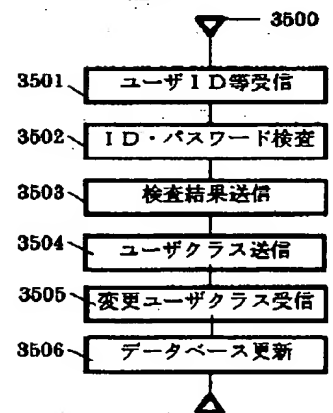 3500
3501 ユーザID等受信
3502 ID・パスワード検査
3503 検査結果送信
3504 ユーザクラス送信
3505 変更ユーザクラス受信
3506 データベース更新